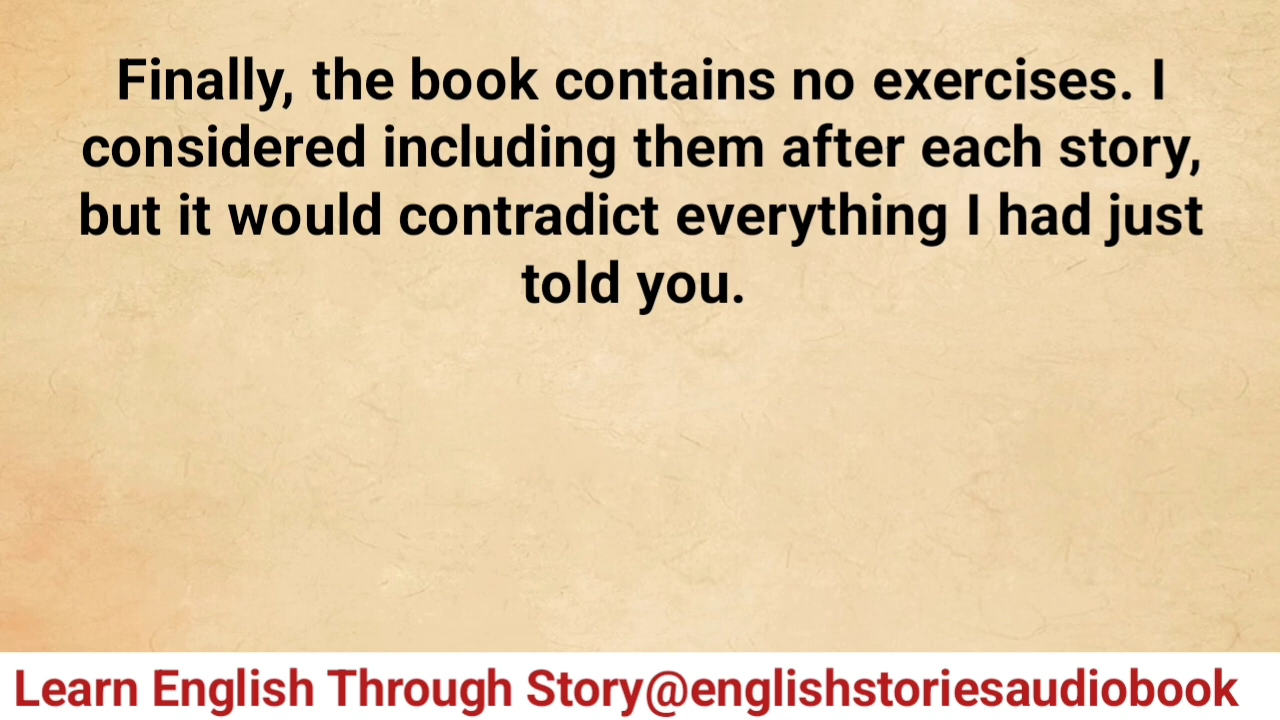 Finally, the book contains no exercises. I
considered including them after each story,
but it would contradict everything I had just
told you.
Learn English Through Story@englishstoriesaudiobook